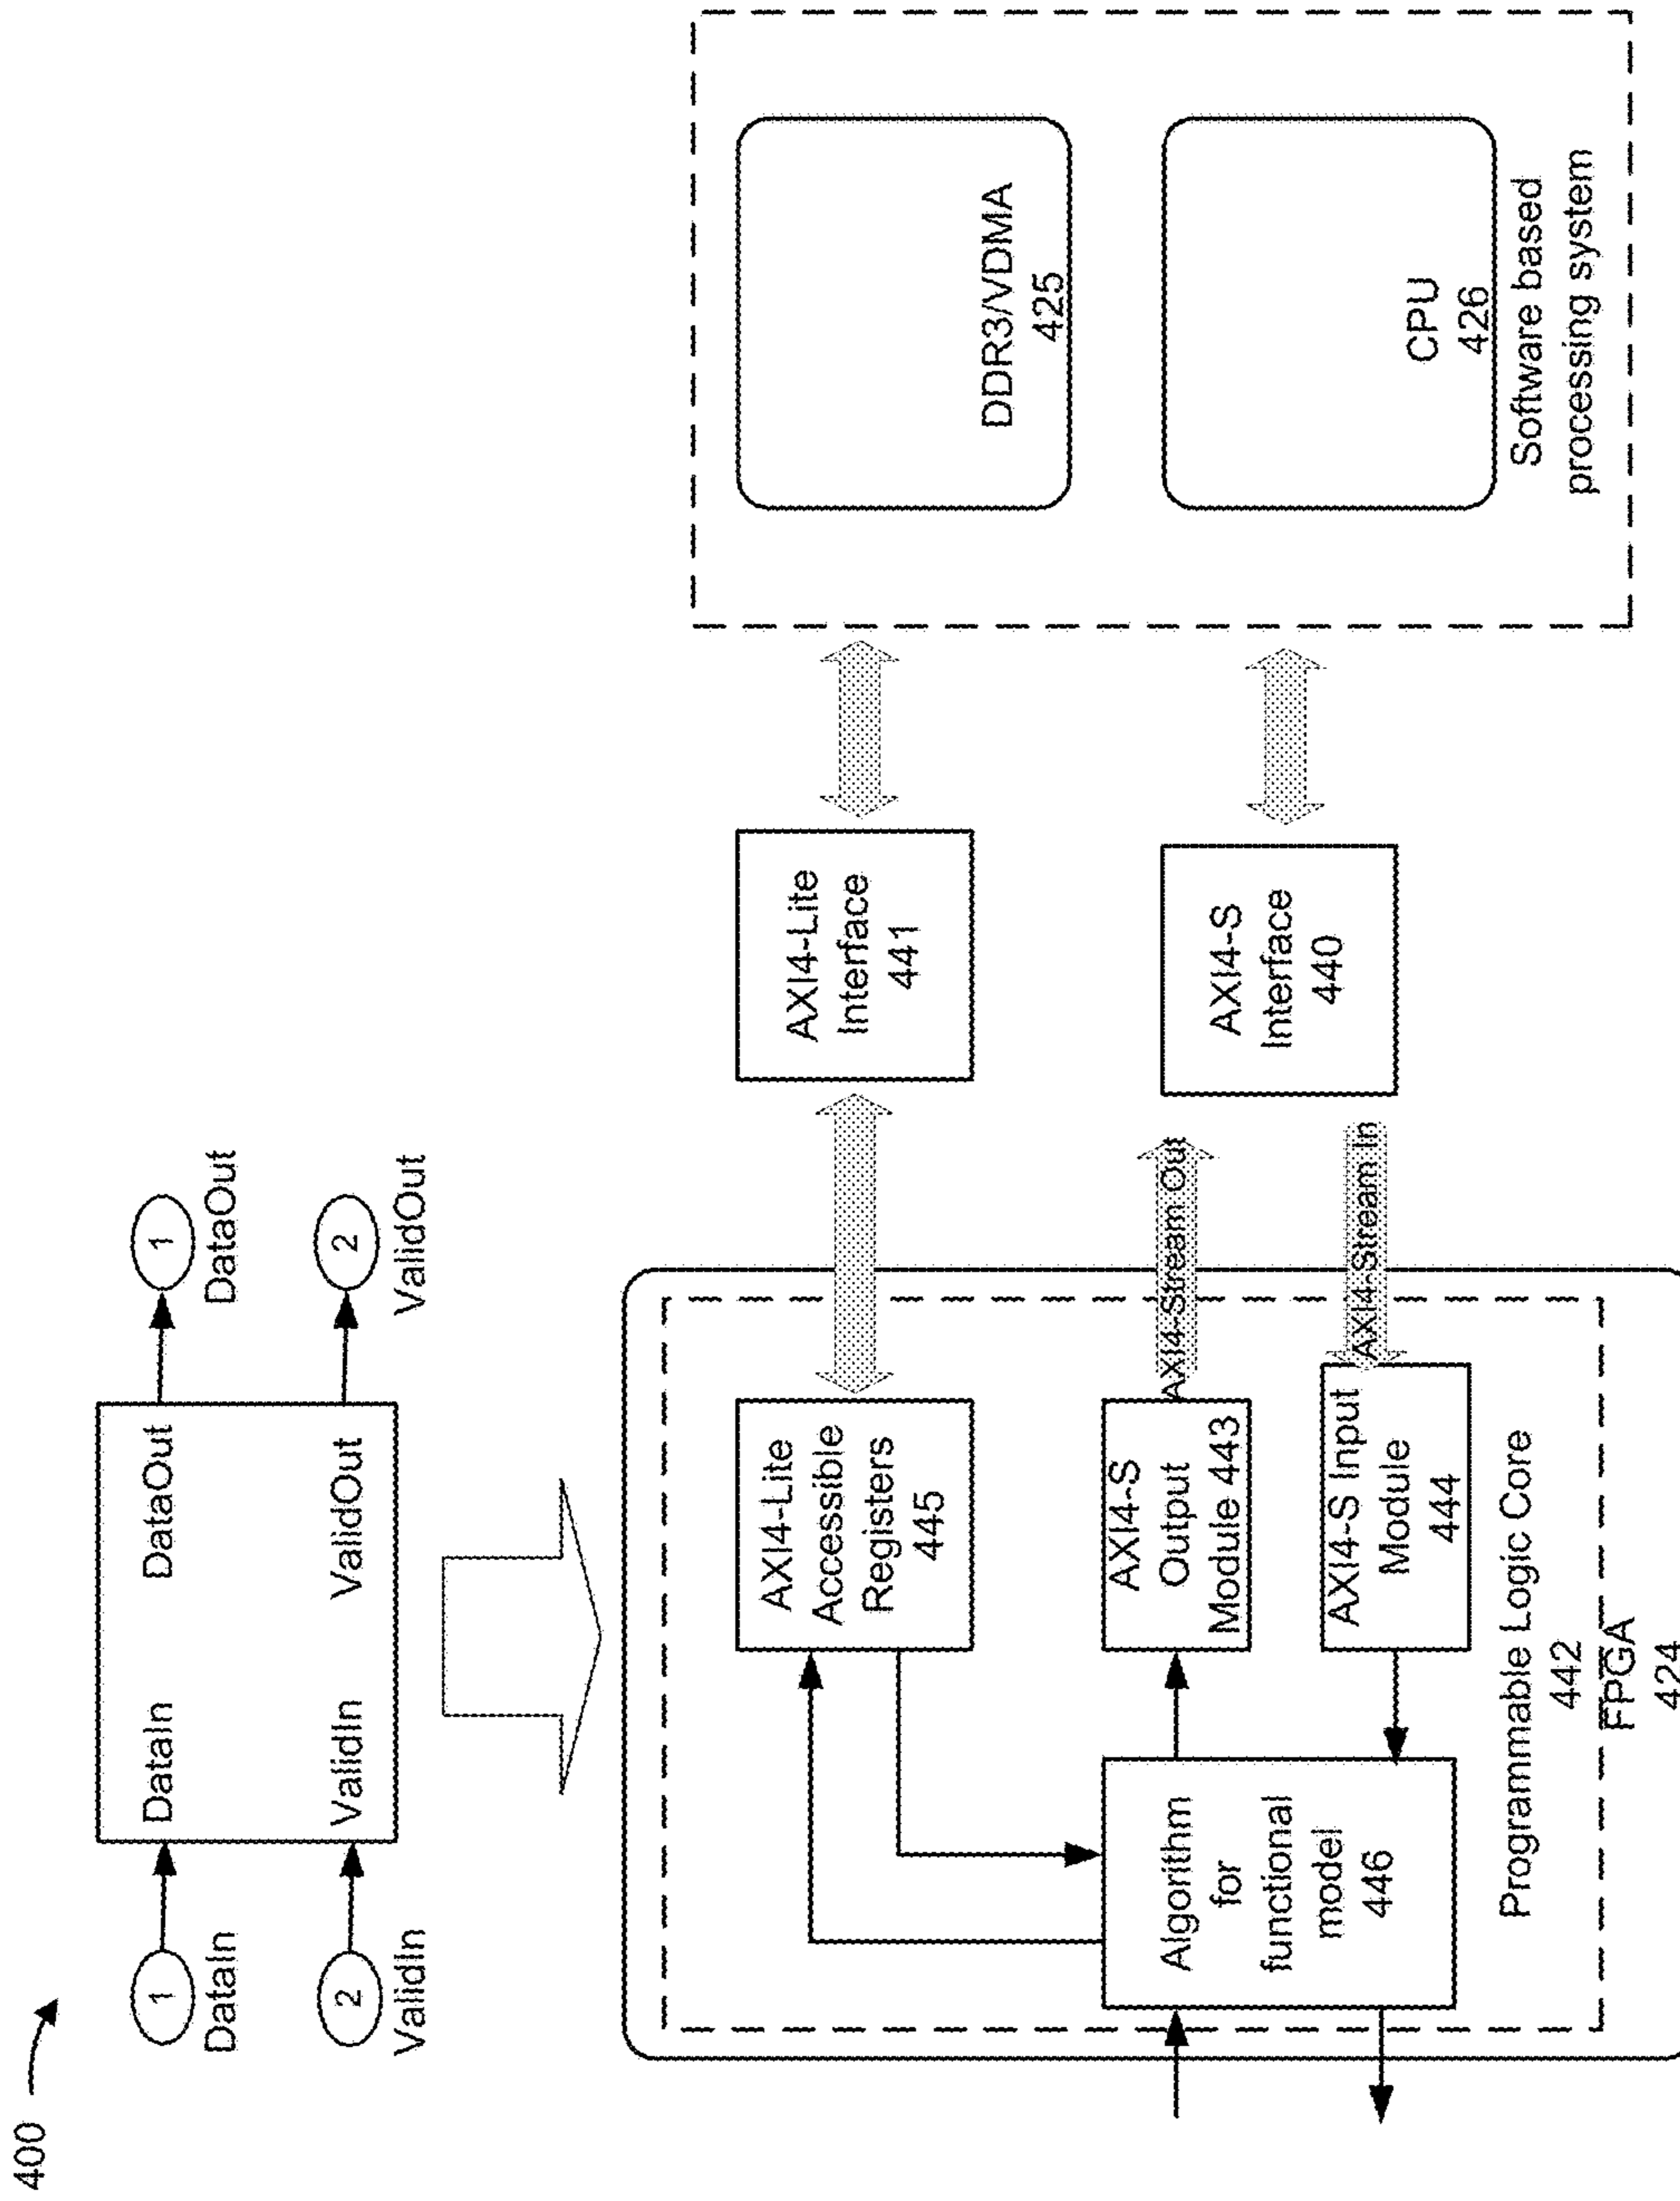 400
1
DataIn
2
ValidIn
DataIn
DataOut
ValidIn
ValidOut
1
DataOut
2
ValidOut
AXI4-Lite
Accessible
Registers
445
AXI4-Lite
Interface
441
DDR3/VDMA
425
Algorithm
for
functional
model
446
AXI4-S
Output
Module 443
AXI4-Stream Out
AXI4-S Input
Module
444
AXI4-Stream In
AXI4-S
Interface
440
CPU
426
Software based
processing system
Programmable Logic Core
442
FPGA
424